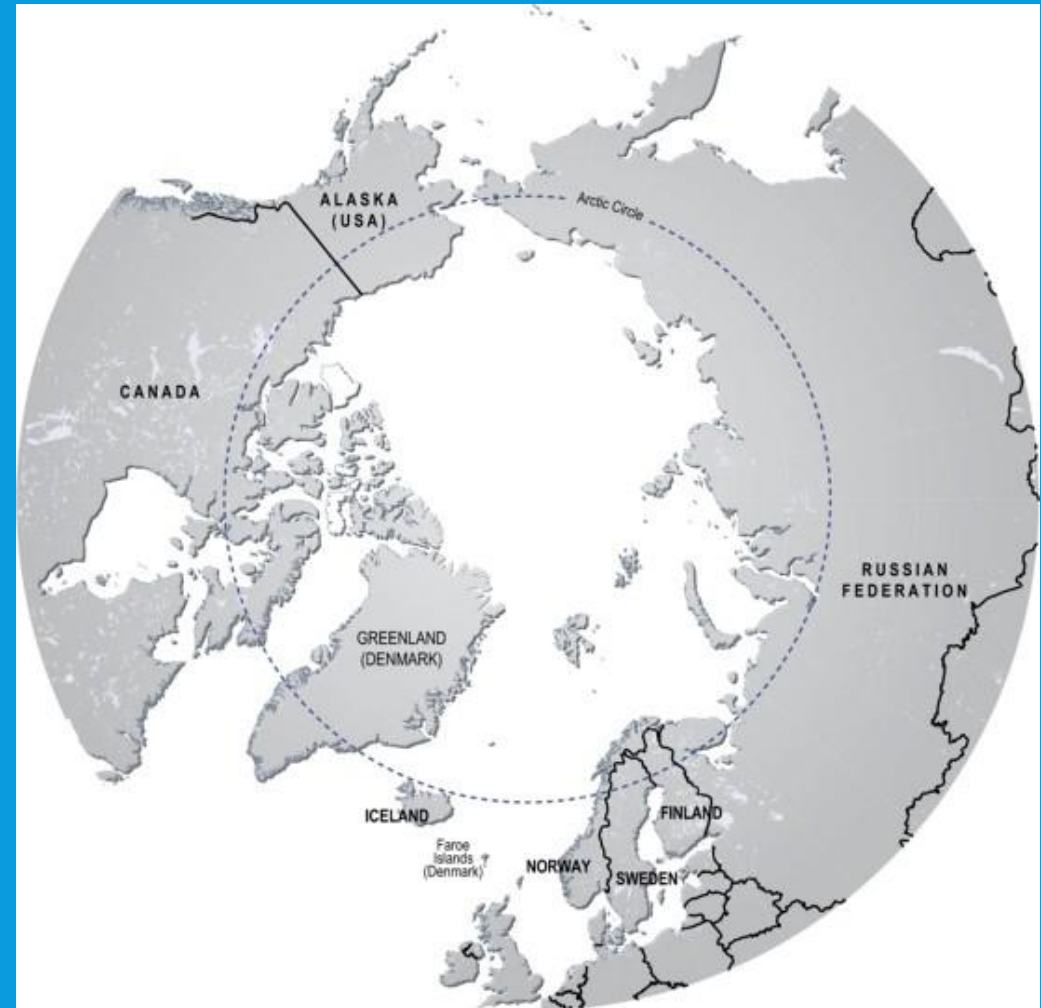 ALASKA
(USA)
Arctic Circle
CANADA
RUSSIAN
FEDERATION
GREENLAND
(DENMARK)
ICELAND
FINLAND
Faroe
Islands
(Denmark)
NORWAY
SWEDEN